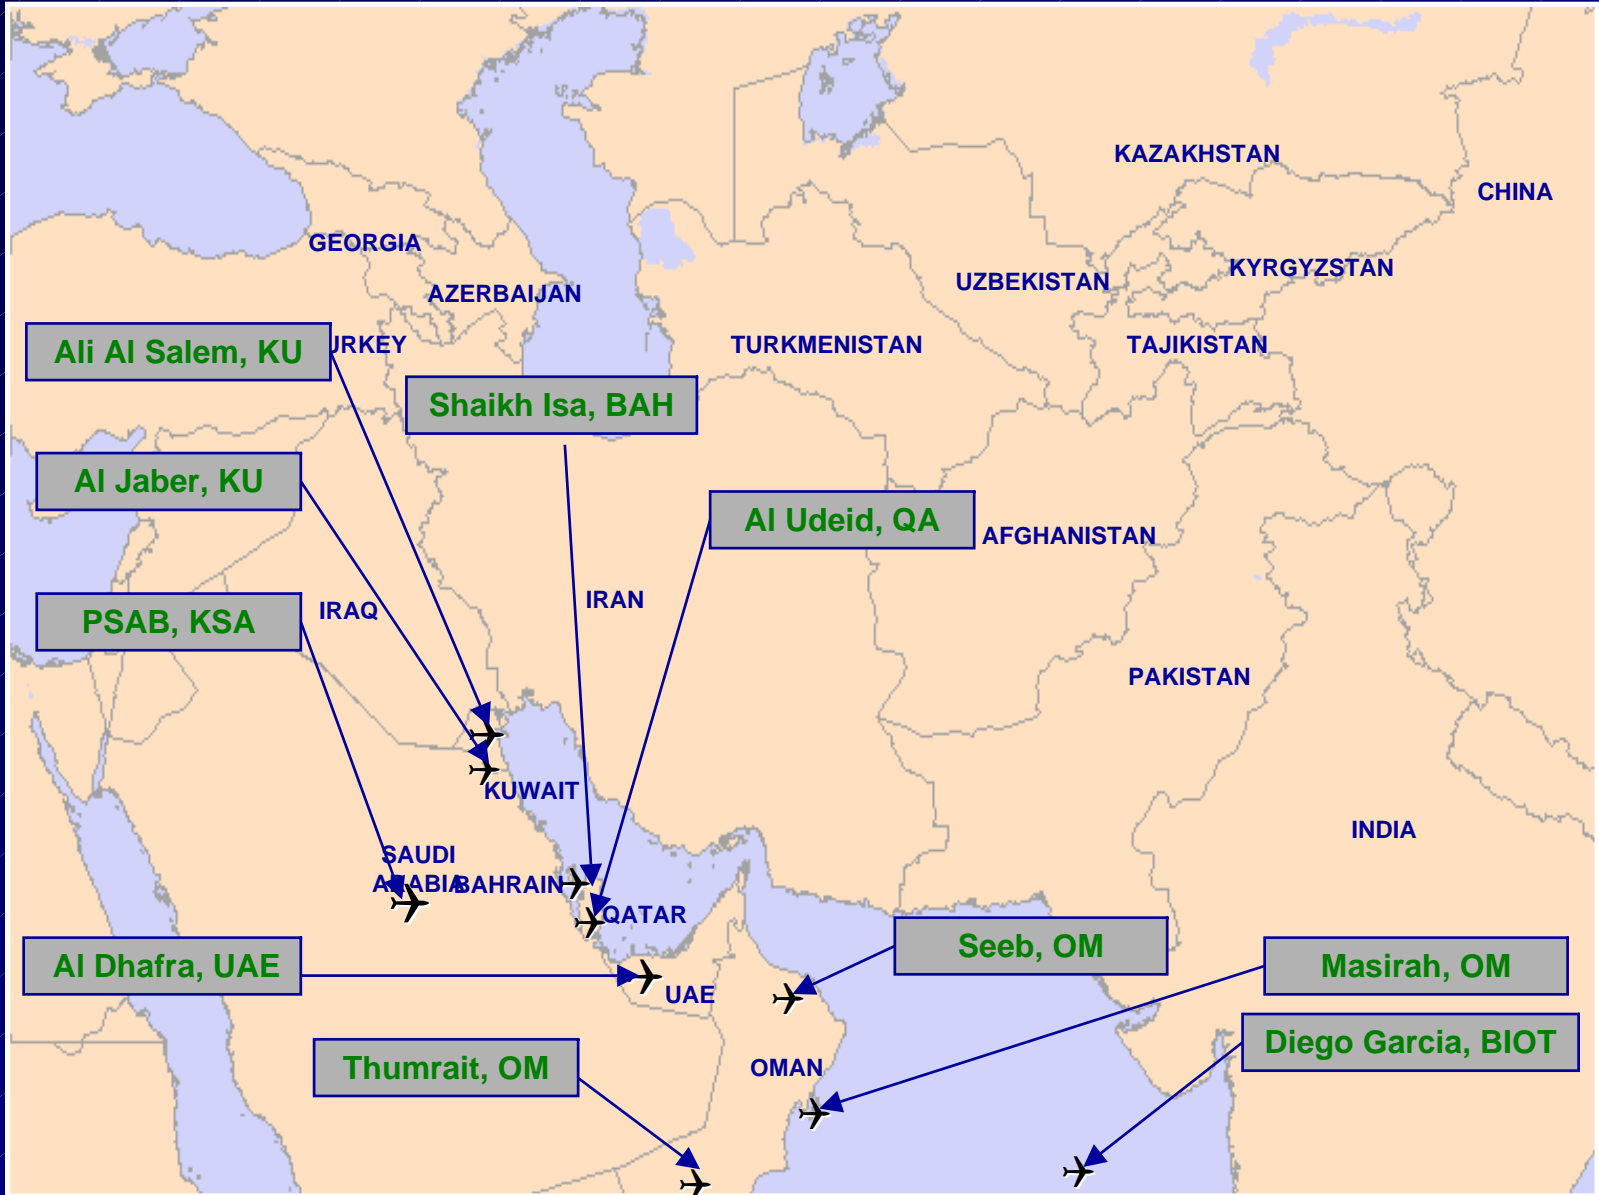 KAZAKHSTAN
CHINA
GEORGIA
KYRGYZSTAN
UZBEKISTAN
AZERBAIJAN
Ali Al Salem, KU
URKEY
TURKMENISTAN
TAJIKISTAN
Shaikh Isa, BAH
Al Jaber, KU
Al Udeid, QA
AFGHANISTAN
PSAB, KSA
IRAQ
IRAN
PAKISTAN
KUWAIT
INDIA
SAUDI
ARABIA
BAHRAIN
QATAR
Seeb, OM
Al Dhafra, UAE
Masirah, OM
UAE
Diego Garcia, BIOT
Thumrait, OM
OMAN